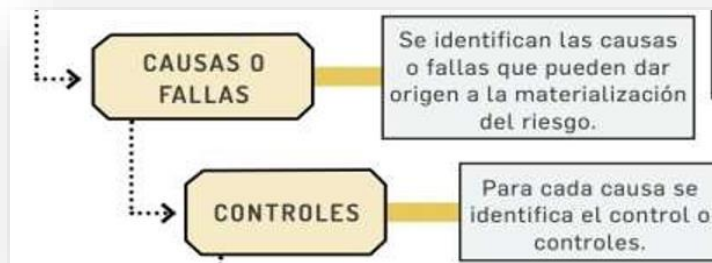 CAUSAS O
FALLAS
Se identifican las causas
o fallas que pueden dar
origen a la materialización
del riesgo.
CONTROLES
Para cada causa se
identifica el control o
controles.